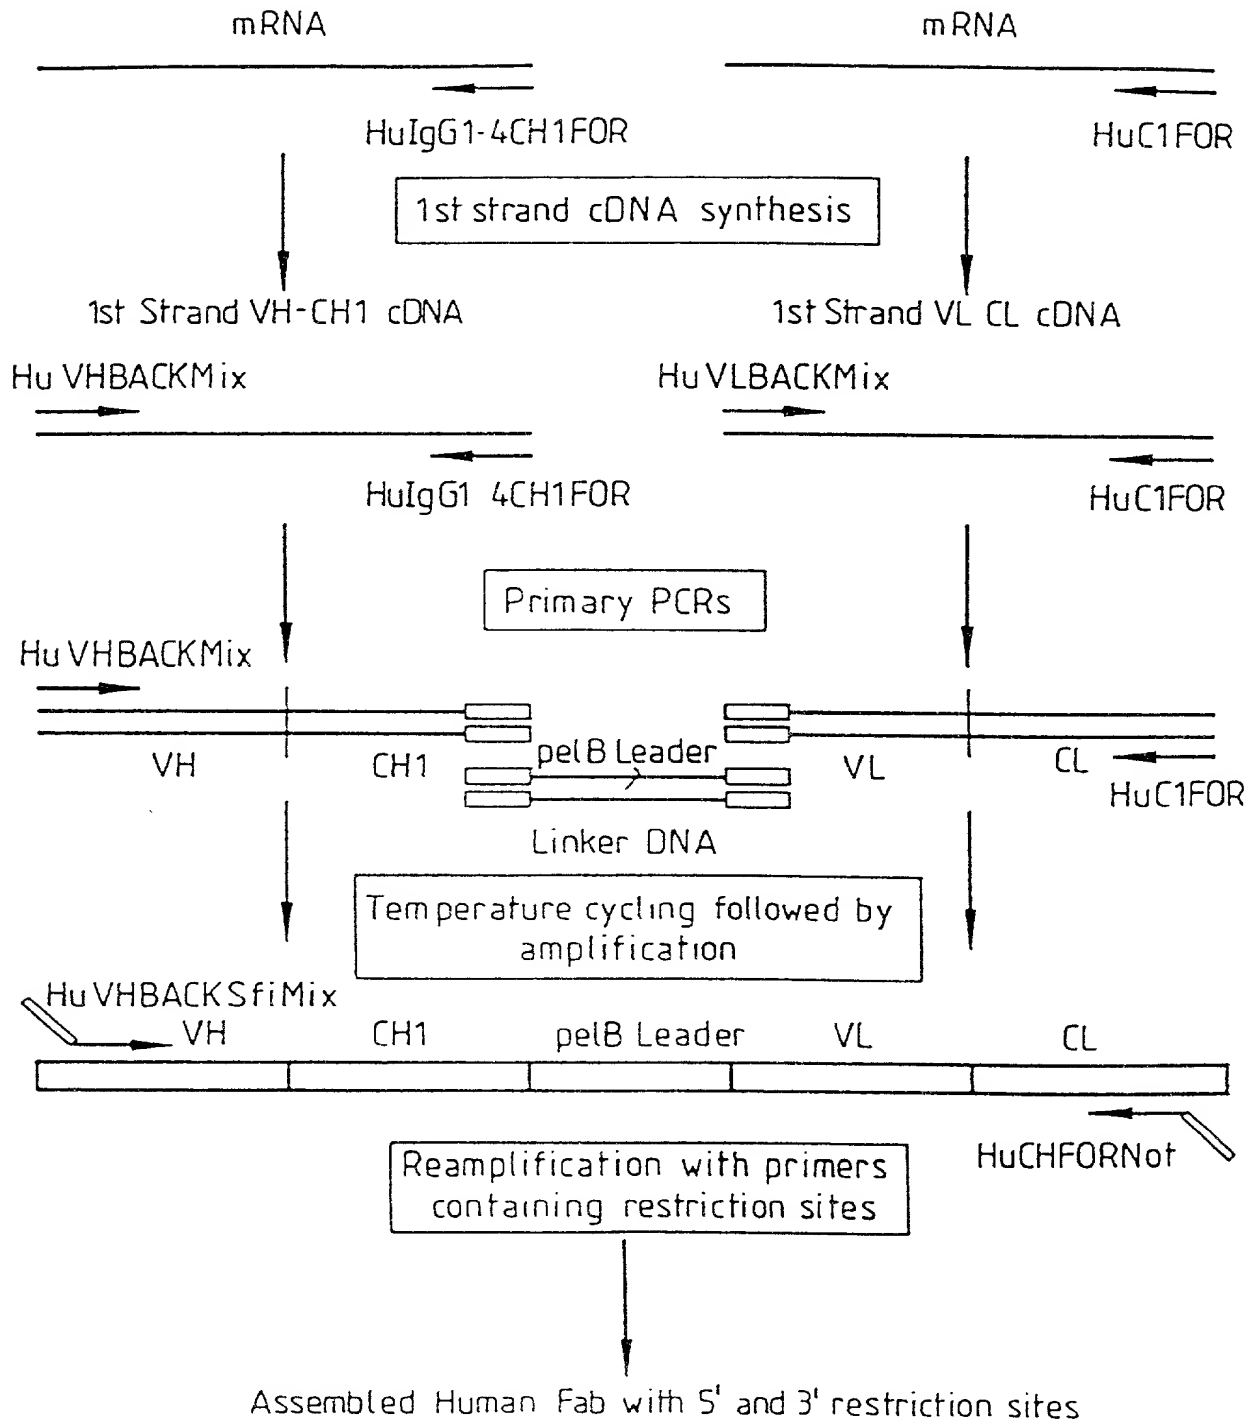 mRNA
mRNA
HuIgG1-4CH1FOR
HuC1FOR
1st strand cDNA synthesis
1st Strand VH-CH1 cDNA
1st Strand VL CL cDNA
Hu VHBACKMix
Hu VLBACKMix
HuIgG1 4CH1FOR
HuC1FOR
Primary PCRs
Hu VHBACKMix
VH
CH1
pelB Leader
VL
CL
HuC1FOR
Linker DNA
Temperature cycling followed by
amplification
Hu VHBACKSfiMix
VH
CH1
pelB Leader
VL
CL
HuCHFORNot
Reamplification with primers
containing restriction sites
Assembled Human Fab with 5' and 3' restriction sites